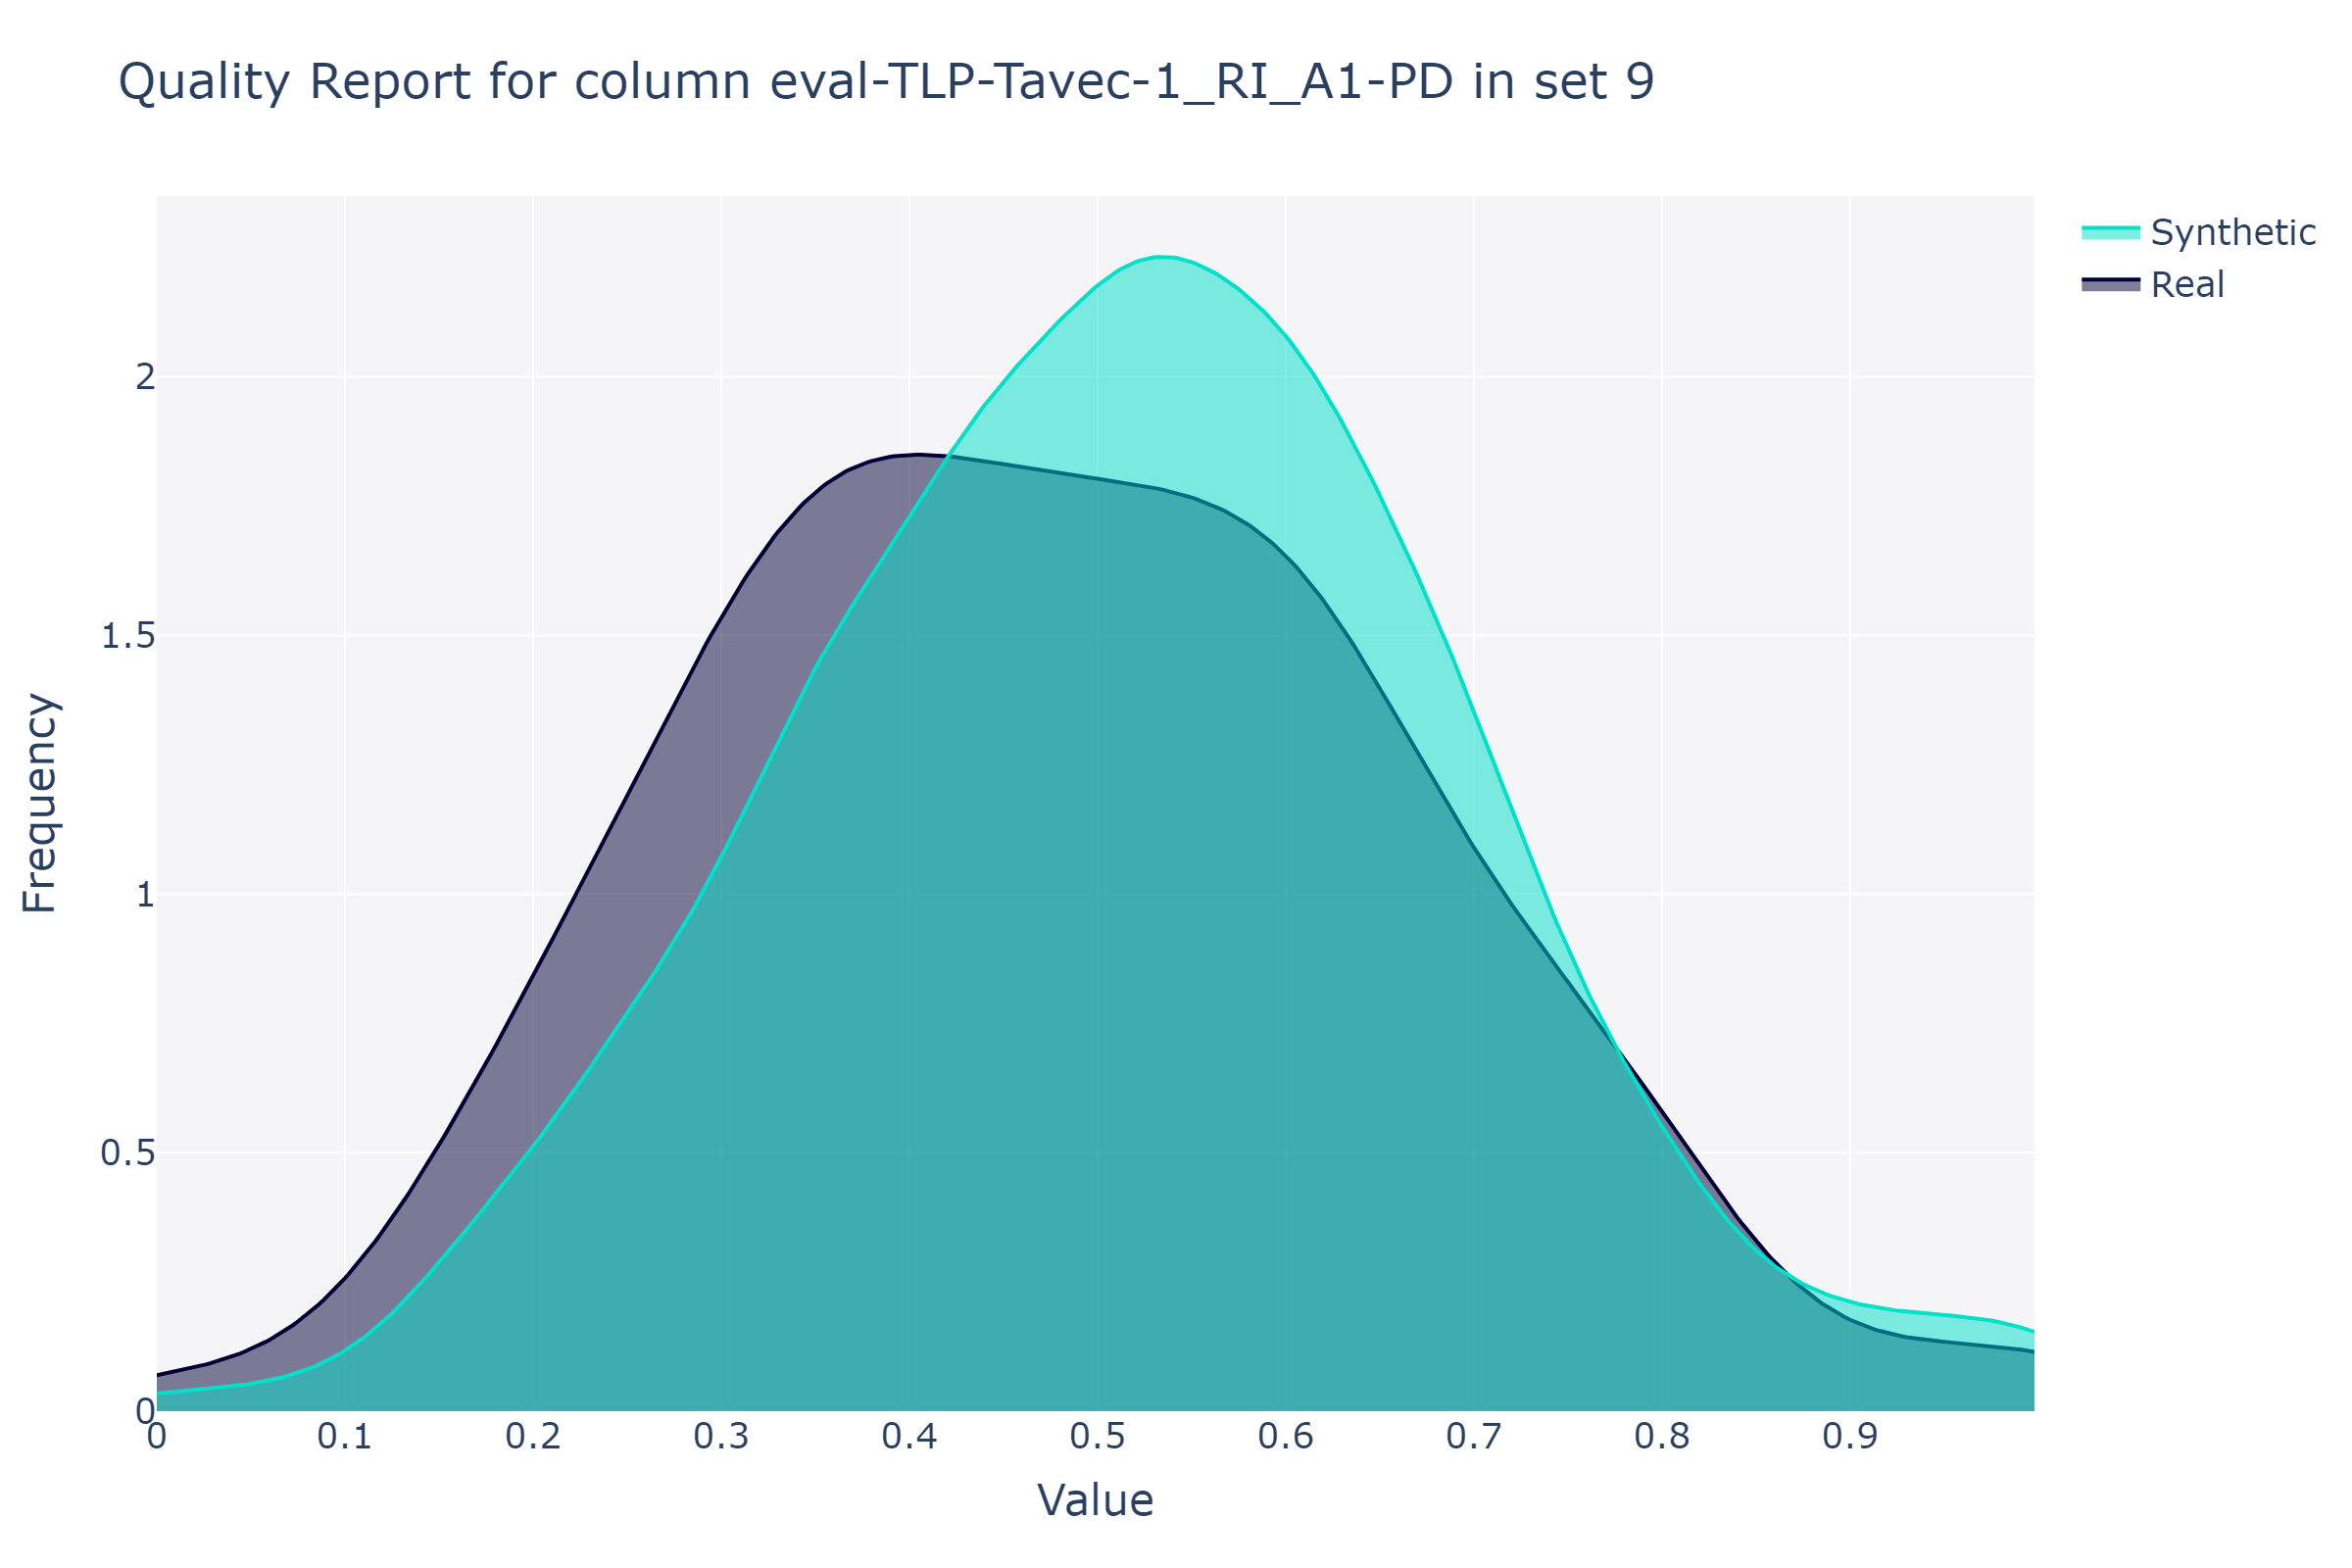 Quality Report for column eval-TLP-Tavec-1_RI_A1-PD in set 9
Synthetic
Real
2
1.5
1
0.5
0
Frequency
0 0.1 0.2 0.3 0.4 0.5 0.6 0.7 0.8 0.9
Value